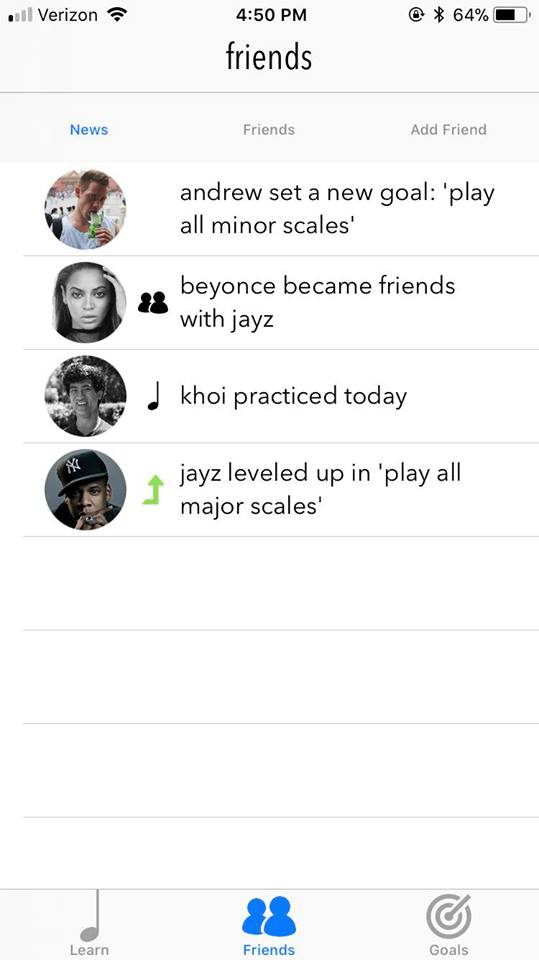 Verizon 4:50 PM 64%
friends
News Friends Add Friend
andrew set a new goal: 'play
all minor scales'
beyonce became friends
with jayz
khoi practiced today
jayz leveled up in 'play all
major scales'
Learn Friends Goals